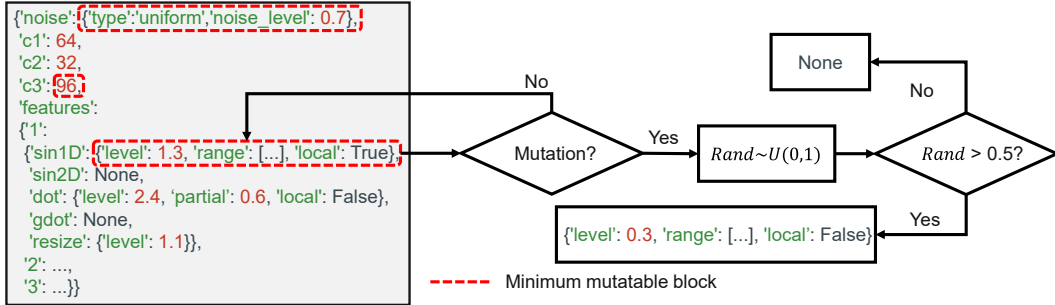 {'noise': {'type':'uniform','noise_level': 0.7},
'c1': 64,
'c2': 32,
'c3': 96,
'features':
{'1':
{'sin1D': {'level': 1.3, 'range': [...], 'local': True},
'sin2D': None,
'dot': {'level': 2.4, ‘partial’: 0.6, 'local': False},
'gdot': None,
'resize': {'level': 1.1}},
'2': ...,
'3': ...}}
No
Mutation?
Yes
Rand~U(0,1)
Rand > 0.5?
No
None
Yes
{‘level’: 0.3, 'range': [...], ‘local’: False}
Minimum mutatable block